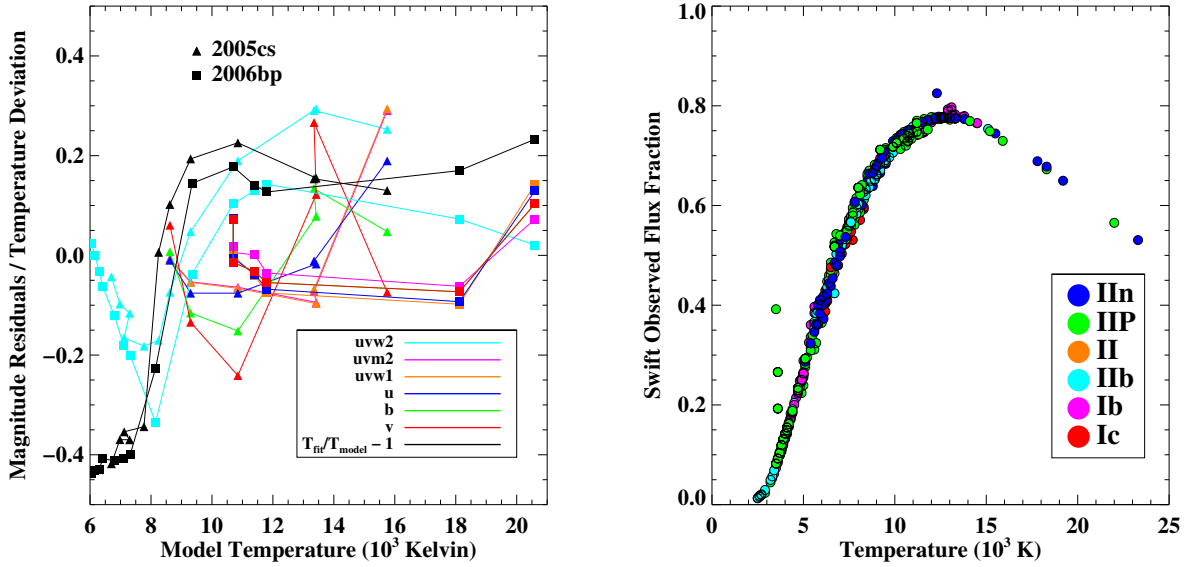 Magnitude Residuals / Temperature Deviation
0.4
0.2
0.0
−0.2
−0.4
2005cs
2006bp
uvw2
uvm2
uvw1
u
b
v
T_fit/T_model − 1
6 8 10 12 14 16 18 20
Model Temperature (10³ Kelvin)
Swift Observed Flux Fraction
1.0
0.8
0.6
0.4
0.2
0.0
IIn
IIP
II
IIb
Ib
Ic
0 5 10 15 20 25
Temperature (10³ K)